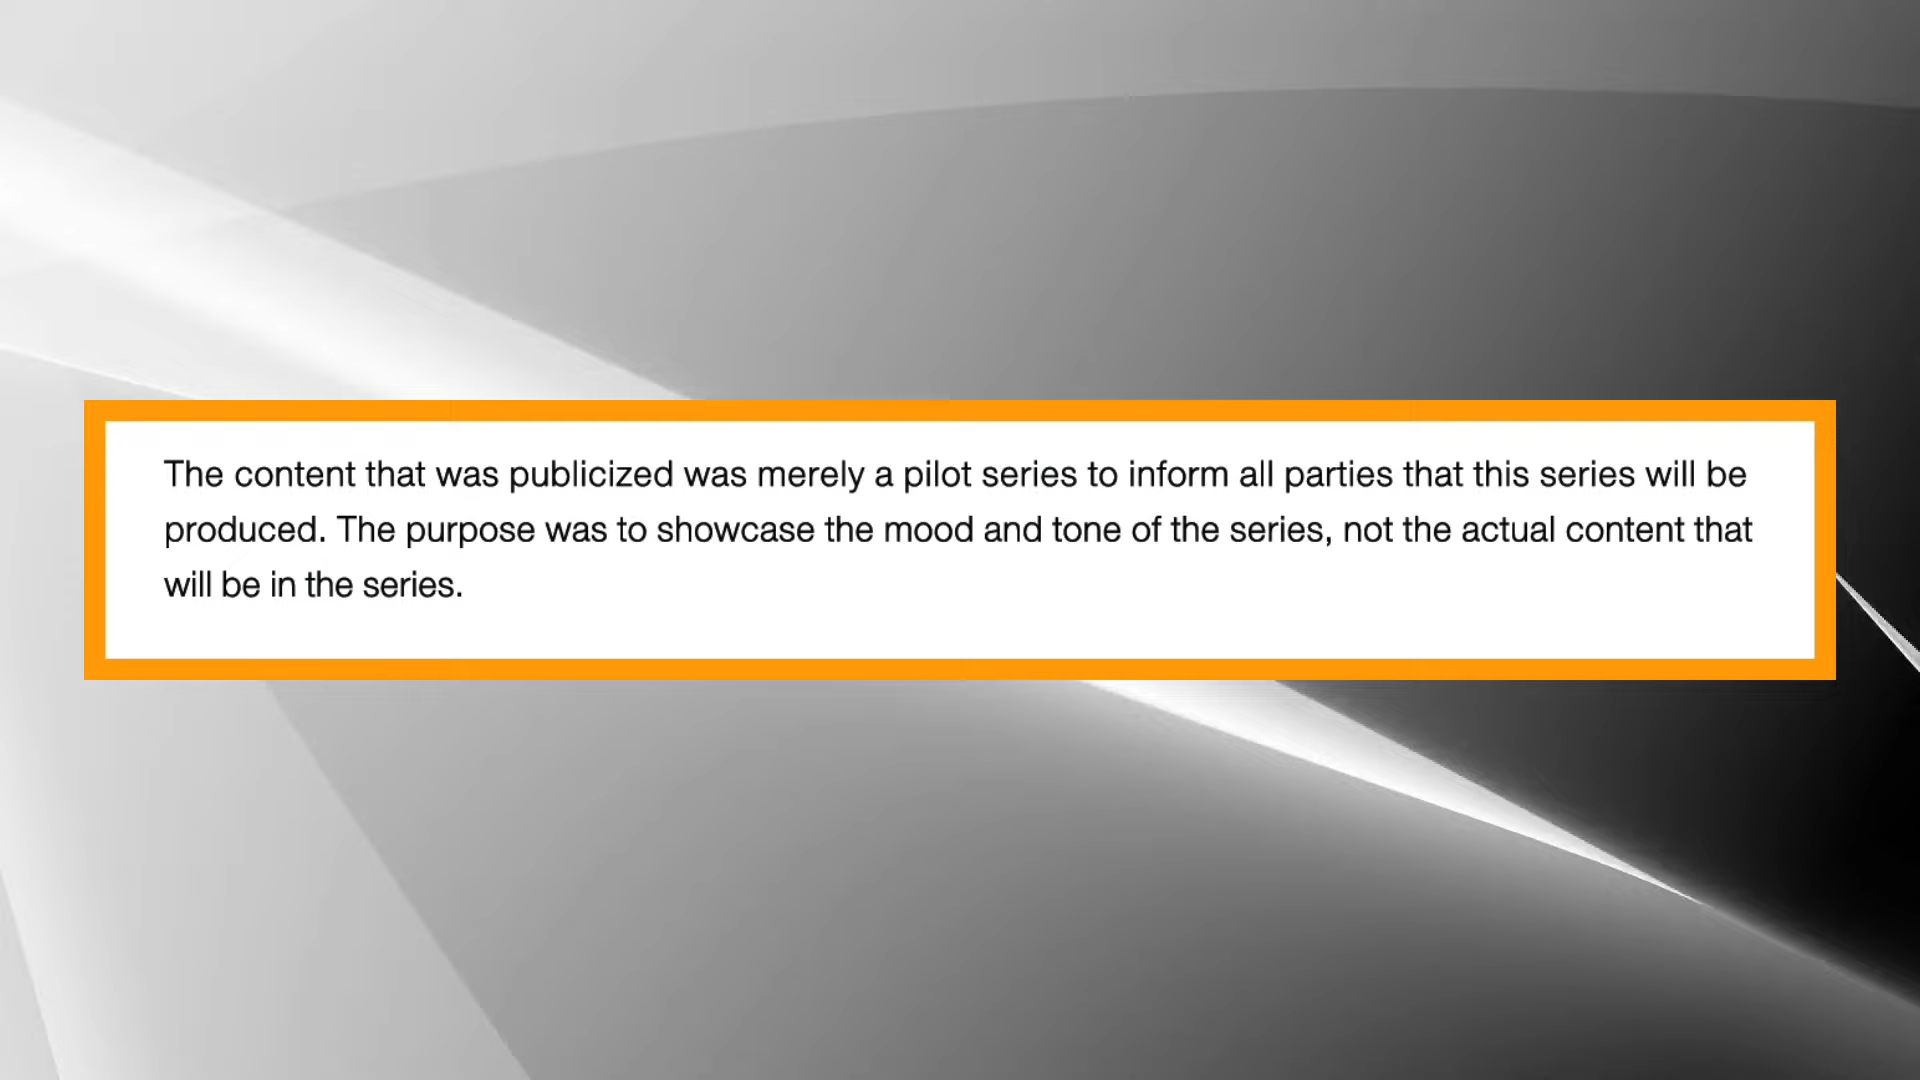 The content that was publicized was merely a pilot series to inform all parties that this series will be
produced. The purpose was to showcase the mood and tone of the series, not the actual content that
will be in the series.